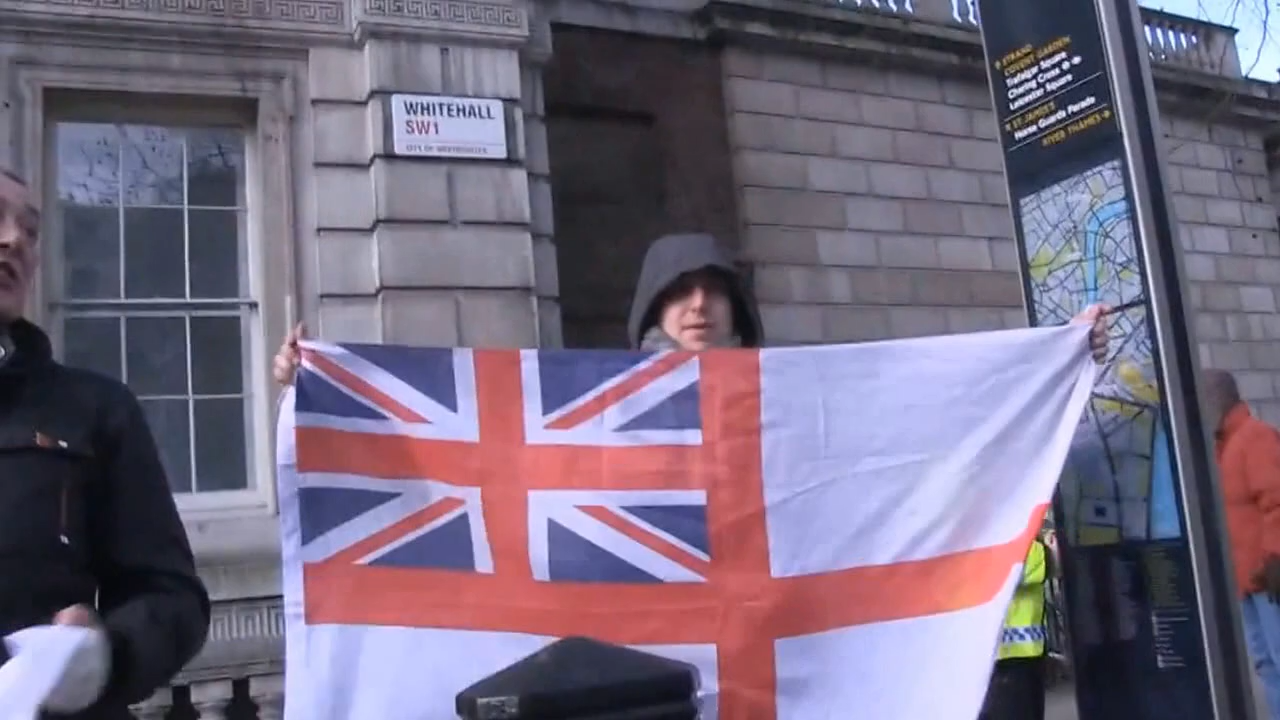 WHITEHALL
SW1
CITY OF WESTMINSTER
STRAND
COVENT GARDEN
Trafalgar Square
Charing Cross
Leicester Square
ST JAMES'S
Horse Guards Parade
RIVER THAMES